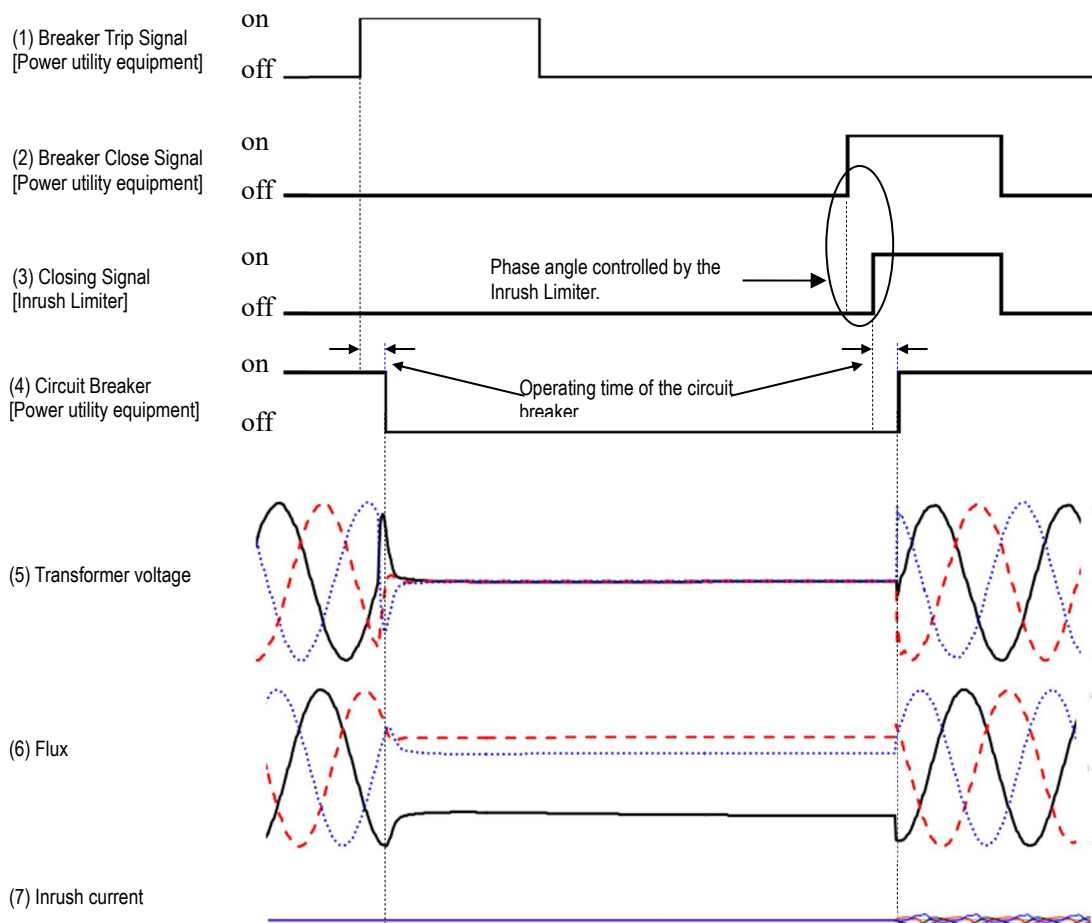 on
(1) Breaker Trip Signal
[Power utility equipment]
off
on
(2) Breaker Close Signal
[Power utility equipment]
off
on
(3) Closing Signal
[Inrush Limiter]
off
Phase angle controlled by the
Inrush Limiter.
on
(4) Circuit Breaker
[Power utility equipment]
off
Operating time of the circuit
breaker
(5) Transformer voltage
(6) Flux
(7) Inrush current